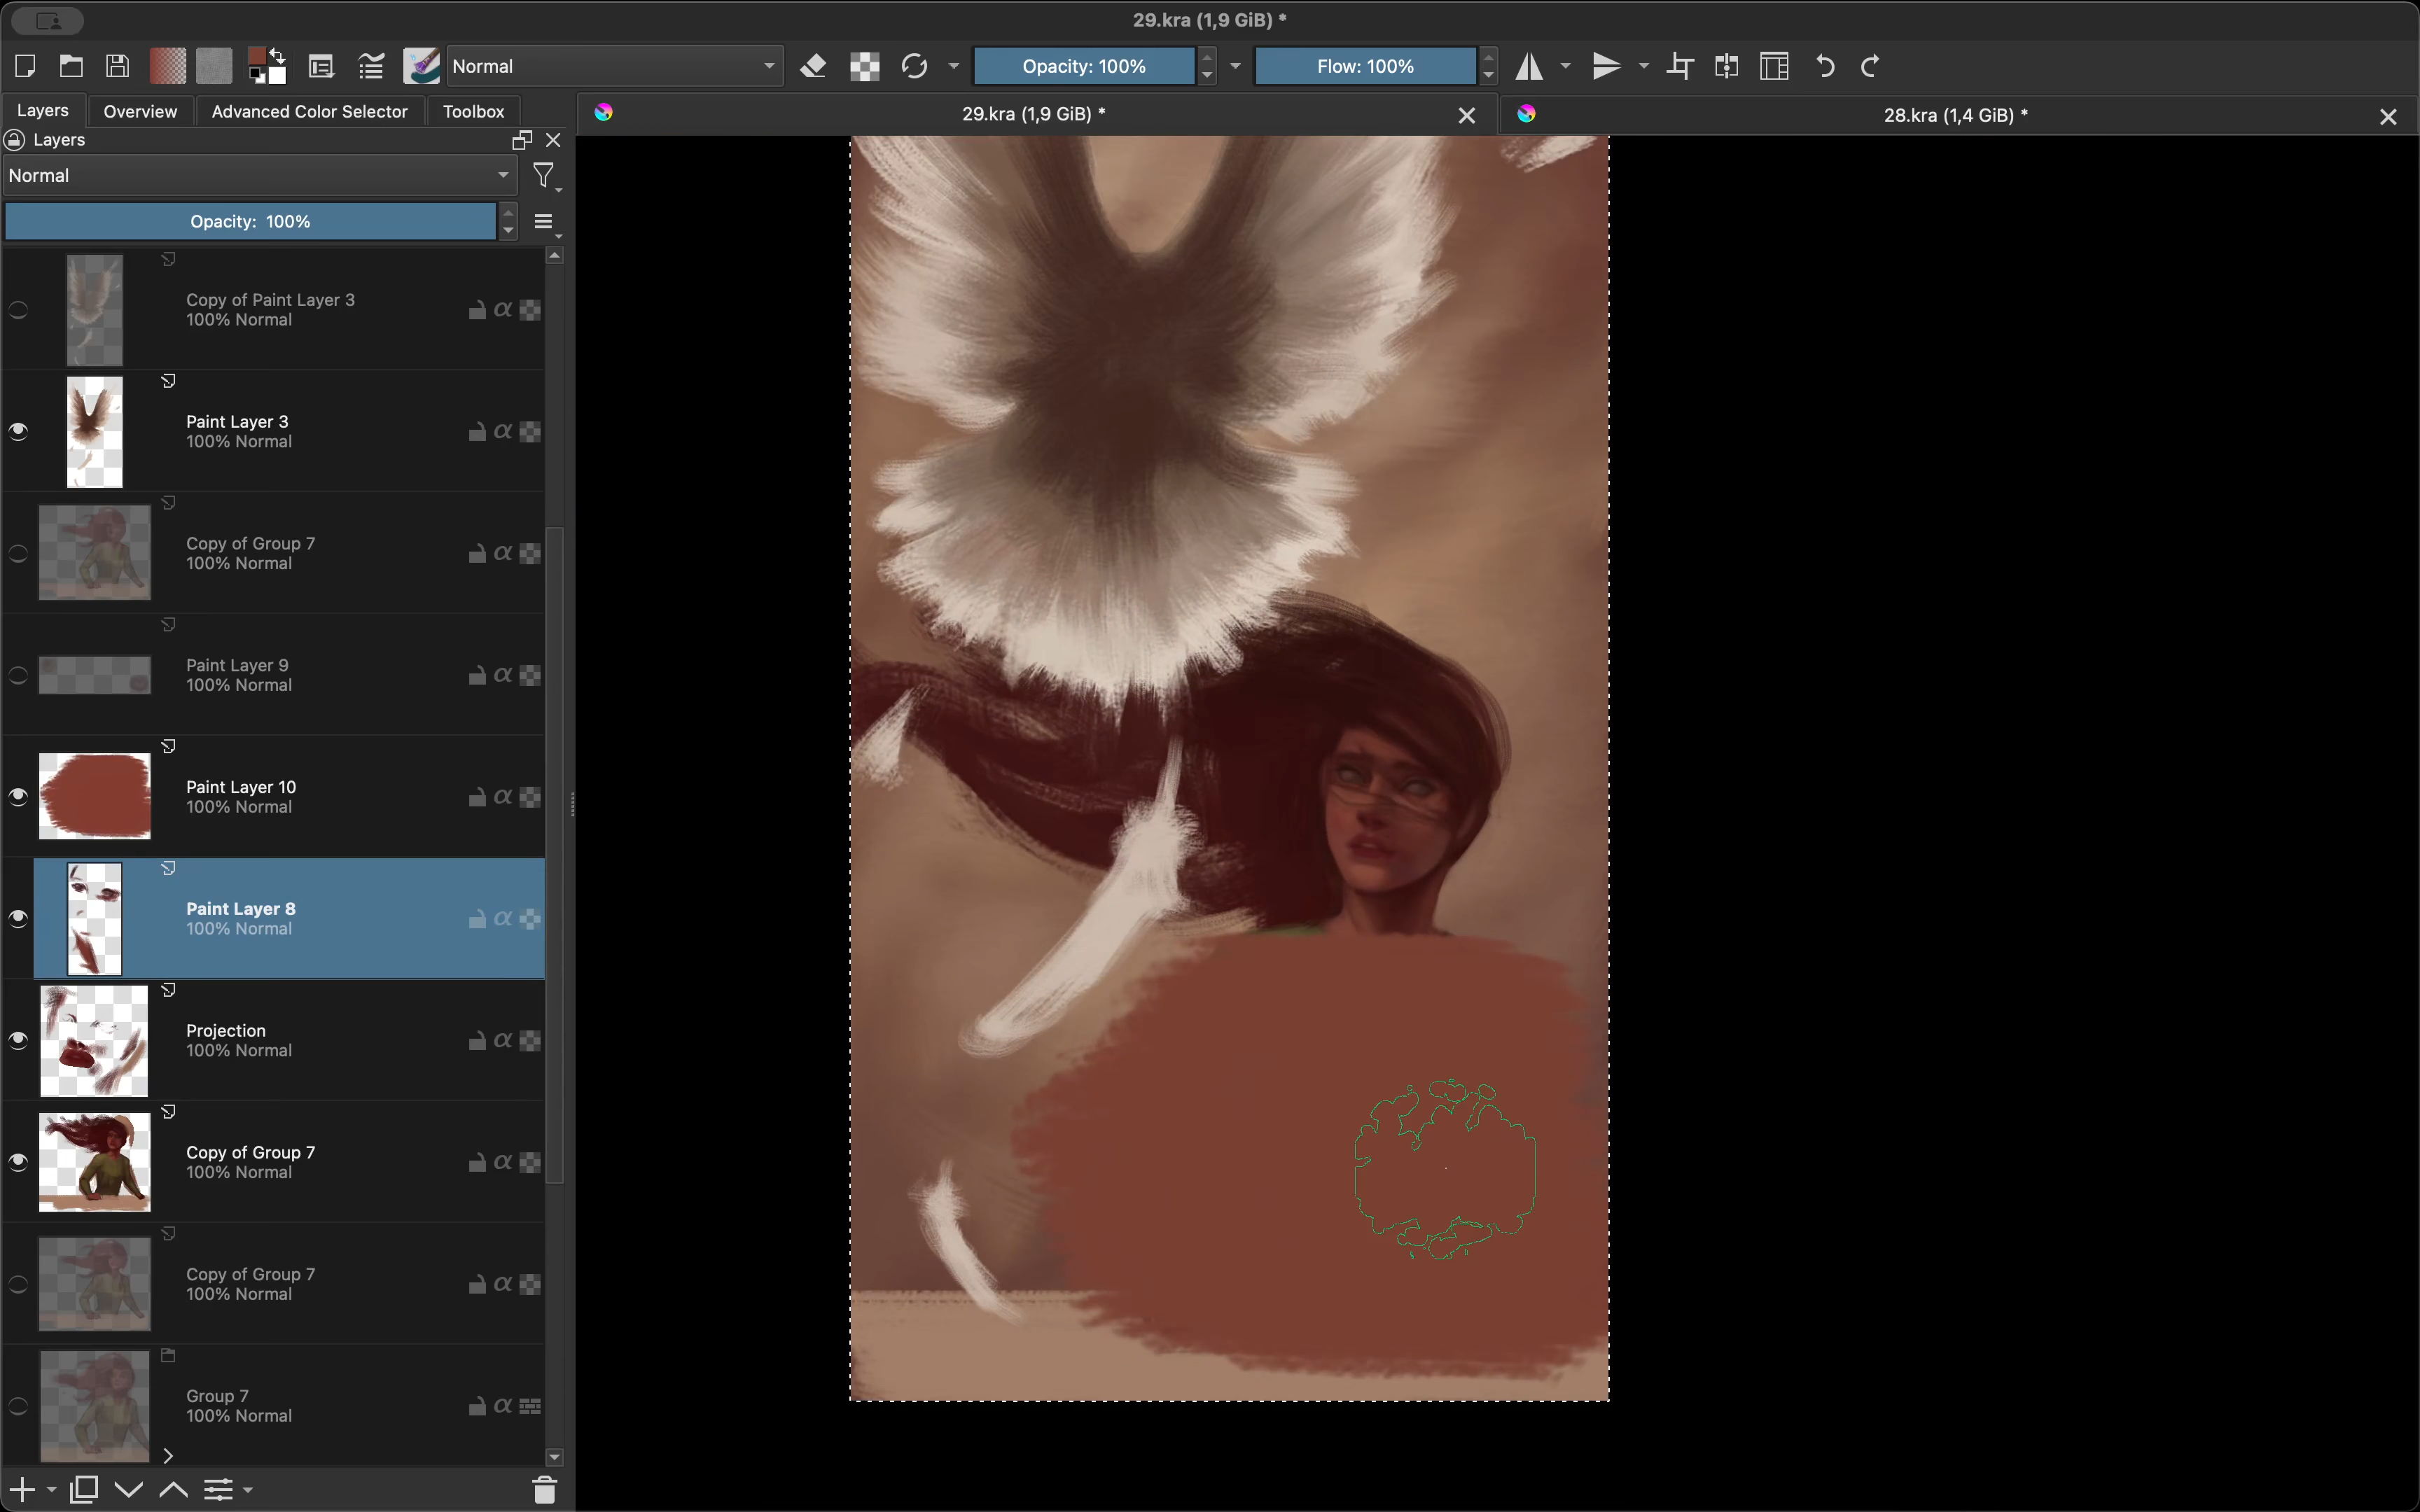 29.kra (1,9 GiB) *
Normal
Opacity: 100%
Flow: 100%
Layers
Overview
Advanced Color Selector
Toolbox
29.kra (1,9 GiB) *
28.kra (1,4 GiB) *
Layers
Normal
Opacity: 100%
Copy of Paint Layer 3
100% Normal
Paint Layer 3
100% Normal
Copy of Group 7
100% Normal
Paint Layer 9
100% Normal
Paint Layer 10
100% Normal
Paint Layer 8
100% Normal
Projection
100% Normal
Copy of Group 7
100% Normal
Copy of Group 7
100% Normal
Group 7
100% Normal